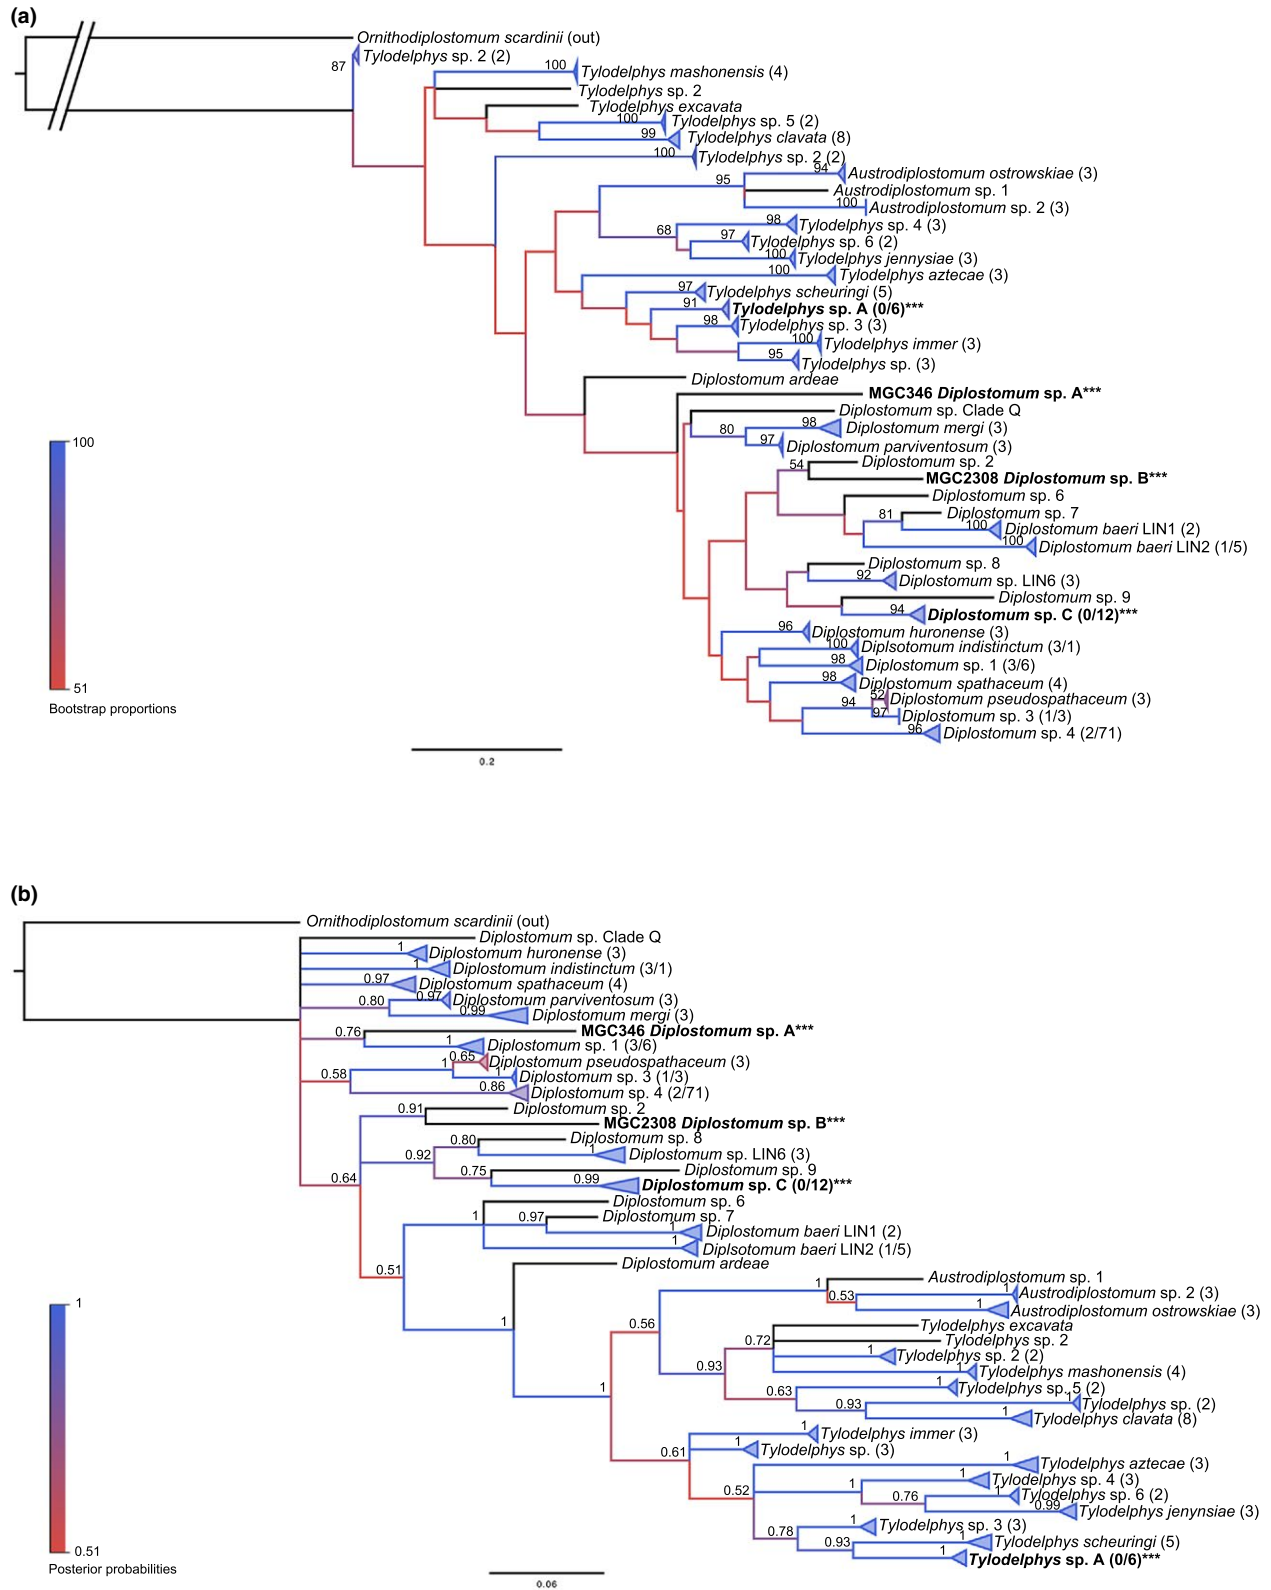 (a)
Ornithodiplostomum scardinii (out)
87
Tylodelphys sp. 2 (2)
100
Tylodelphys mashonensis (4)
Tylodelphys sp. 2
Tylodelphys excavata
100
Tylodelphys sp. 5 (2)
99
Tylodelphys clavata (8)
100
Tylodelphys sp. 2 (2)
94
Austrodiplostomum ostrowskiae (3)
95
Austrodiplostomum sp. 1
100
Austrodiplostomum sp. 2 (3)
98
Tylodelphys sp. 4 (3)
68
97
Tylodelphys sp. 6 (2)
100
Tylodelphys jennysiae (3)
100
Tylodelphys aztecae (3)
97
Tylodelphys scheuringi (5)
91
Tylodelphys sp. A (0/6)***
98
Tylodelphys sp. 3 (3)
100
Tylodelphys immer (3)
95
Tylodelphys sp. (3)
Diplostomum ardeae
MGC346 Diplostomum sp. A***
Diplostomum sp. Clade Q
80
98
Diplostomum mergi (3)
97
Diplostomum parviventosum (3)
54
Diplostomum sp. 2
MGC2308 Diplostomum sp. B***
Diplostomum sp. 6
81
Diplostomum sp. 7
100
Diplostomum baeri LIN1 (2)
100
Diplostomum baeri LIN2 (1/5)
Diplostomum sp. 8
92
Diplostomum sp. LIN6 (3)
Diplostomum sp. 9
94
Diplostomum sp. C (0/12)***
96
Diplostomum huronense (3)
100
Diplsotomum indistinctum (3/1)
98
Diplostomum sp. 1 (3/6)
98
Diplostomum spathaceum (4)
94
52
Diplostomum pseudospathaceum (3)
97
Diplostomum sp. 3 (1/3)
96
Diplostomum sp. 4 (2/71)
100
51
Bootstrap proportions
0.2
(b)
Ornithodiplostomum scardinii (out)
Diplostomum sp. Clade Q
1
Diplostomum huronense (3)
1
Diplostomum indistinctum (3/1)
0.97
Diplostomum spathaceum (4)
0.80
0.97
Diplostomum parviventosum (3)
0.99
Diplostomum mergi (3)
0.76
MGC346 Diplostomum sp. A***
1
Diplostomum sp. 1 (3/6)
0.58
1
0.65
Diplostomum pseudospathaceum (3)
1
Diplostomum sp. 3 (1/3)
0.86
Diplostomum sp. 4 (2/71)
0.91
Diplostomum sp. 2
MGC2308 Diplostomum sp. B***
0.64
0.92
0.80
Diplostomum sp. 8
1
Diplostomum sp. LIN6 (3)
0.75
Diplostomum sp. 9
0.99
Diplostomum sp. C (0/12)***
0.51
1
Diplostomum sp. 6
0.97
Diplostomum sp. 7
1
Diplostomum baeri LIN1 (2)
1
Diplsotomum baeri LIN2 (1/5)
1
Diplostomum ardeae
1
0.56
1
Austrodiplostomum sp. 1
0.53
1
Austrodiplostomum sp. 2 (3)
1
Austrodiplostomum ostrowskiae (3)
0.93
0.72
Tylodelphys excavata
Tylodelphys sp. 2
1
Tylodelphys sp. 2 (2)
1
Tylodelphys mashonensis (4)
0.63
1
Tylodelphys sp. 5 (2)
0.93
1
Tylodelphys sp. (2)
1
Tylodelphys clavata (8)
0.61
1
Tylodelphys immer (3)
1
Tylodelphys sp. (3)
0.52
1
Tylodelphys aztecae (3)
1
1
Tylodelphys sp. 4 (3)
0.76
1
Tylodelphys sp. 6 (2)
0.99
Tylodelphys jenynsiae (3)
0.78
1
Tylodelphys sp. 3 (3)
0.93
1
Tylodelphys scheuringi (5)
1
Tylodelphys sp. A (0/6)***
1
0.51
Posterior probabilities
0.06